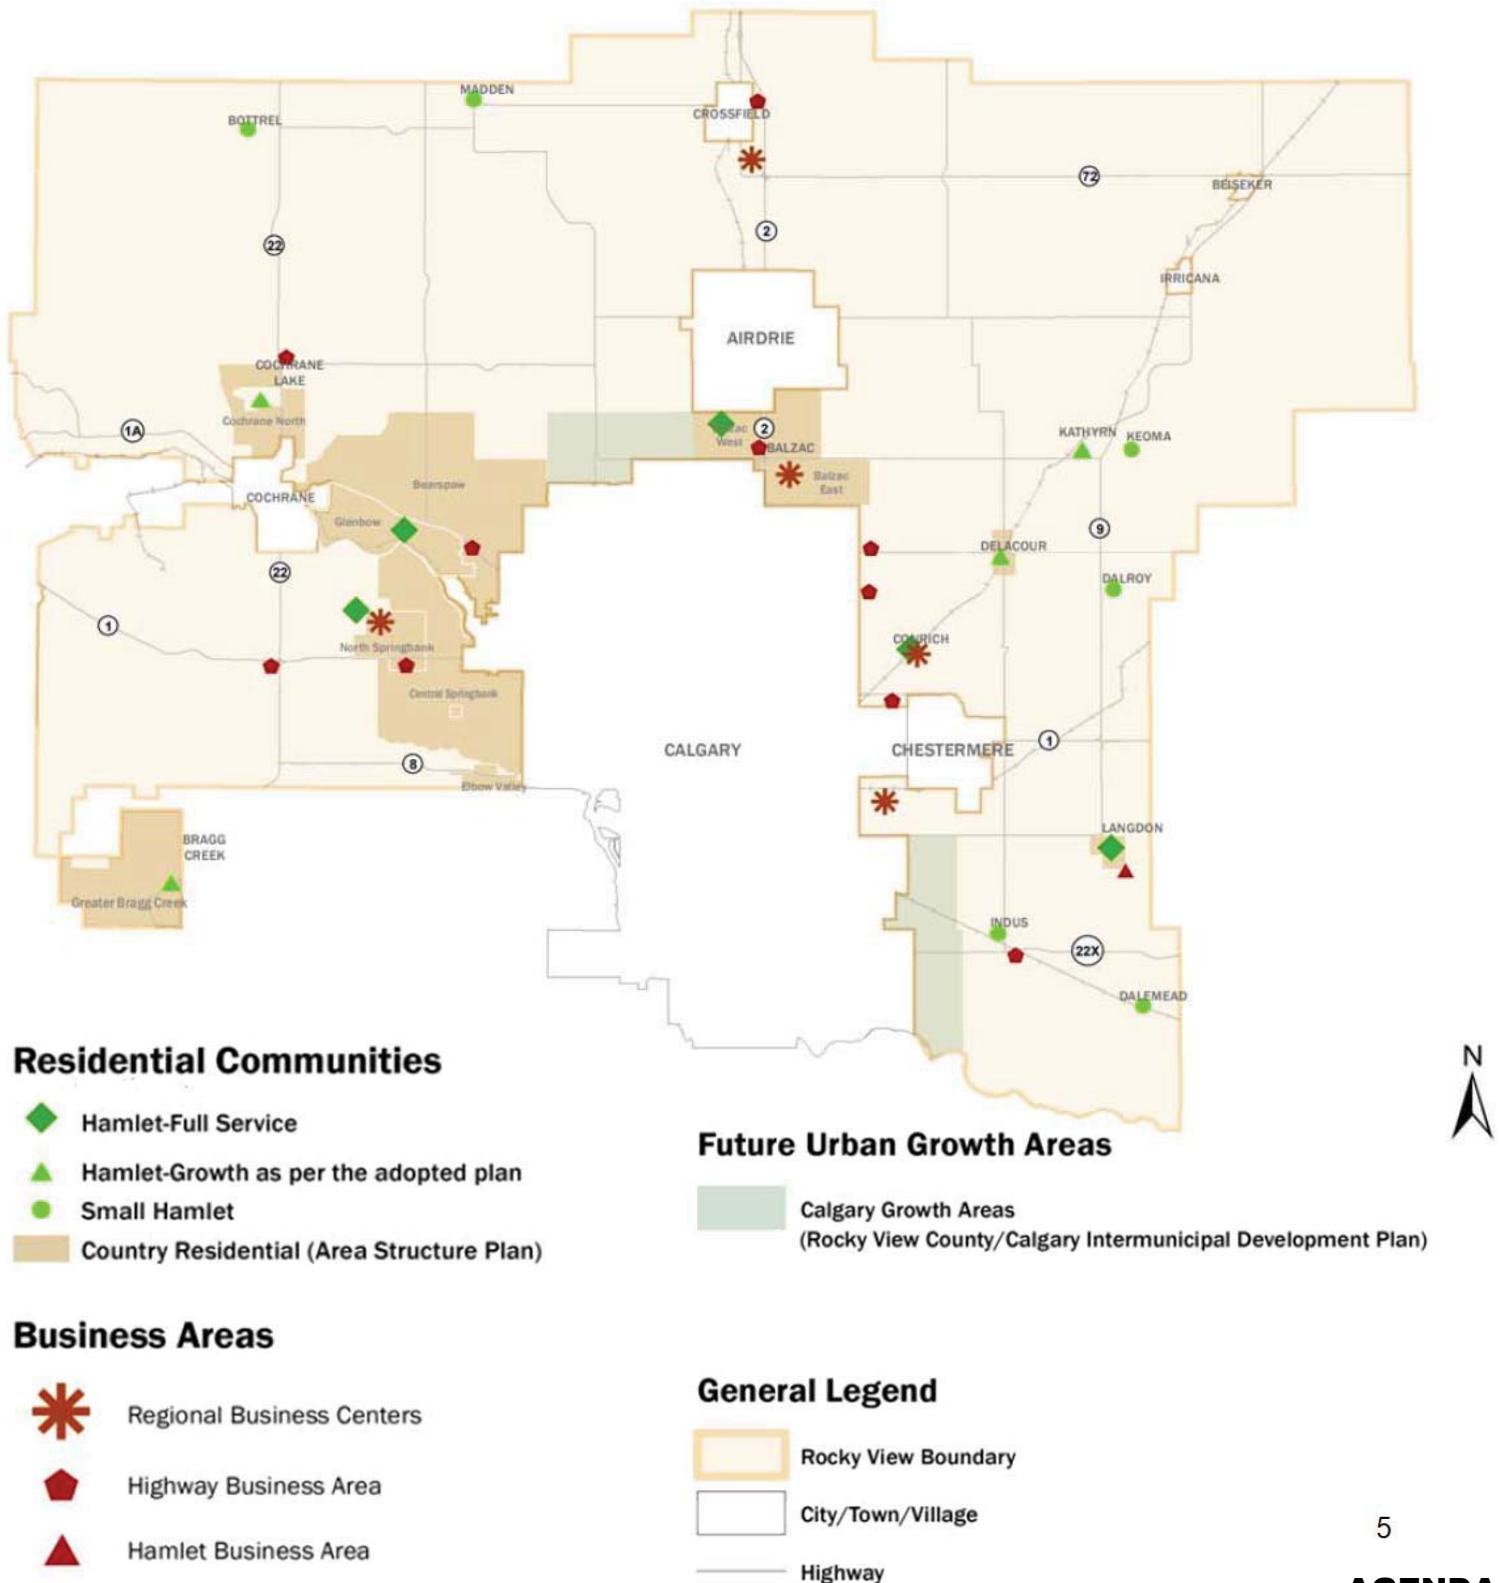 MADDEN
BOTTREL
CROSSFIELD
72
BEISEKER
2
22
IRRICANA
AIRDRIE
COCHRANE
LAKE
Cochrane North
1A
2
West
BALZAC
KATHYRN
KEOMA
Balzac
East
Bearspaw
COCHRANE
Glenbow
9
DELACOUR
22
DALROY
1
CONRICH
North Springbank
Central Springbank
CALGARY
CHESTERMERE
1
8
Elbow Valley
LANGDON
BRAGG
CREEK
Greater Bragg Creek
INDUS
22X
DALEMEAD
N
Residential Communities
Hamlet-Full Service
Hamlet-Growth as per the adopted plan
Small Hamlet
Country Residential (Area Structure Plan)
Future Urban Growth Areas
Calgary Growth Areas
(Rocky View County/Calgary Intermunicipal Development Plan)
Business Areas
Regional Business Centers
Highway Business Area
Hamlet Business Area
General Legend
Rocky View Boundary
City/Town/Village
Highway
5
AGENDA